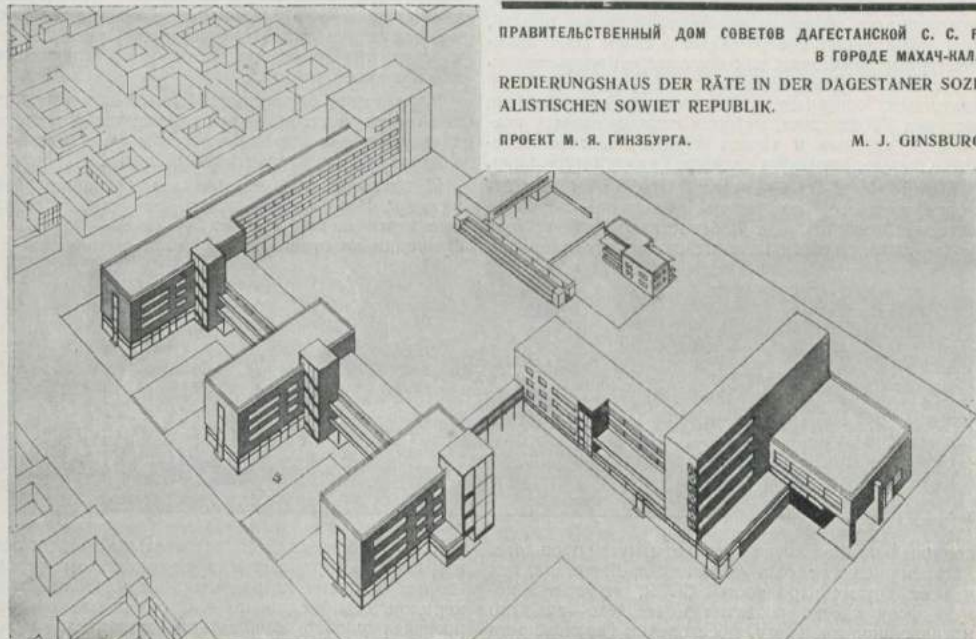 ПРАВИТЕЛЬСТВЕННЫЙ ДОМ СОВЕТОВ ДАГЕСТАНСКОЙ С. С. Р
В ГОРОДЕ МАХАЧ-КАЛ
REDIERUNGSHAUS DER RÄTE IN DER DAGESTANER SOZI
ALISTISCHEN SOWIET REPUBLIK.
ПРОЕКТ М. Я. ГИНЗБУРГА. M. J. GINSBURG